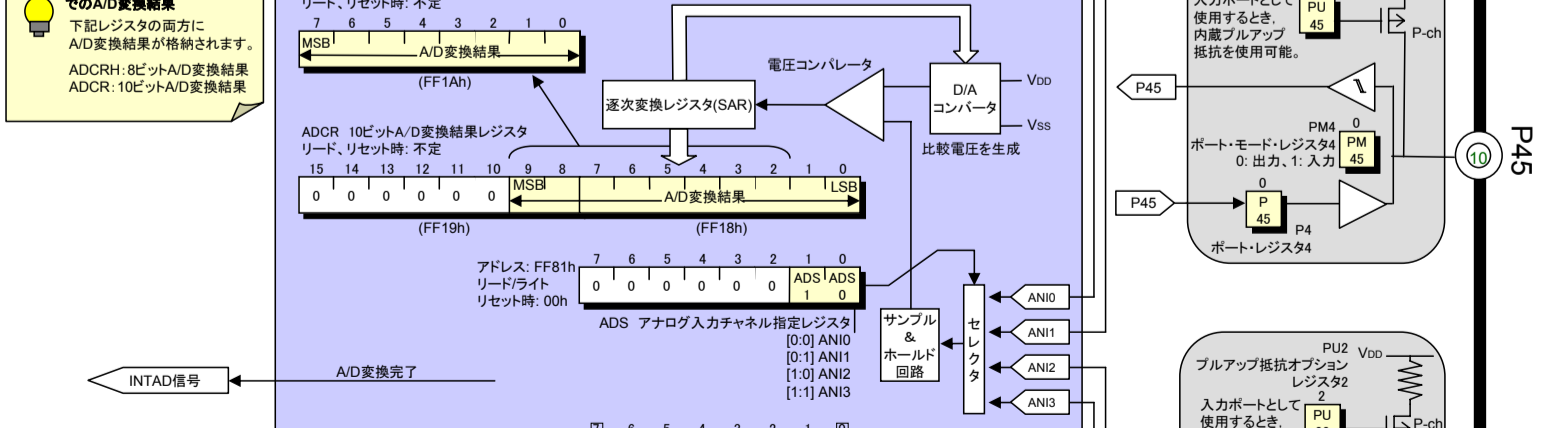 でのA/D変換結果
下記レジスタの両方に
A/D変換結果が格納されます。
ADCRH：8ビットA/D変換結果
ADCR：10ビットA/D変換結果
リード、リセット時: 不定
7 6 5 4 3 2 1 0
MSB
A/D変換結果
(FF1Ah)
逐次変換レジスタ(SAR)
電圧コンパレータ
D/A
コンバータ
VDD
VSS
比較電圧を生成
ADCR 10ビットA/D変換結果レジスタ
リード、リセット時: 不定
15 14 13 12 11 10 9 8 7 6 5 4 3 2 1 0
0 0 0 0 0 0 MSB LSB
A/D変換結果
(FF19h) (FF18h)
アドレス: FF81h
リード/ライト
リセット時: 00h
7 6 5 4 3 2 1 0
0 0 0 0 0 0 ADS ADS
1 0
ADS アナログ入力チャネル指定レジスタ
[0:0] ANI0
[0:1] ANI1
[1:0] ANI2
[1:1] ANI3
サンプル
&
ホールド
回路
セレクタ
ANI0
ANI1
ANI2
ANI3
INTAD信号
A/D変換完了
7 6 5 4 3 2 1 0
入力ポートとして
使用するとき,
内蔵プルアップ
抵抗を使用可能。
PU
45
P-ch
P45
PM4
ポート・モード・レジスタ4
0: 出力、1: 入力
0
PM
45
P45
0
P
45
P4
ポート・レジスタ4
10
P45
PU2
プルアップ抵抗オプション
レジスタ2
VDD
2
入力ポートとして
使用するとき,
PU
P-ch